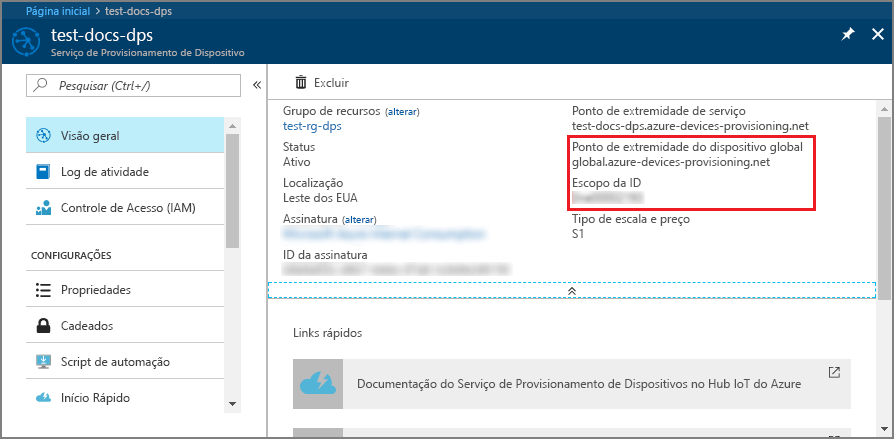 Página inicial > test-docs-dps
test-docs-dps
Serviço de Provisionamento de Dispositivo
Pesquisar (Ctrl+/)
Visão geral
Log de atividade
Controle de Acesso (IAM)
CONFIGURAÇÕES
Propriedades
Cadeados
Script de automação
Início Rápido
Excluir
Grupo de recursos (alterar)
test-rg-dps
Status
Ativo
Localização
Leste dos EUA
Assinatura (alterar)
ID da assinatura
Ponto de extremidade de serviço
test-docs-dps.azure-devices-provisioning.net
Ponto de extremidade do dispositivo global
global.azure-devices-provisioning.net
Escopo da ID
Tipo de escala e preço
S1
Links rápidos
Documentação do Serviço de Provisionamento de Dispositivos no Hub IoT do Azure